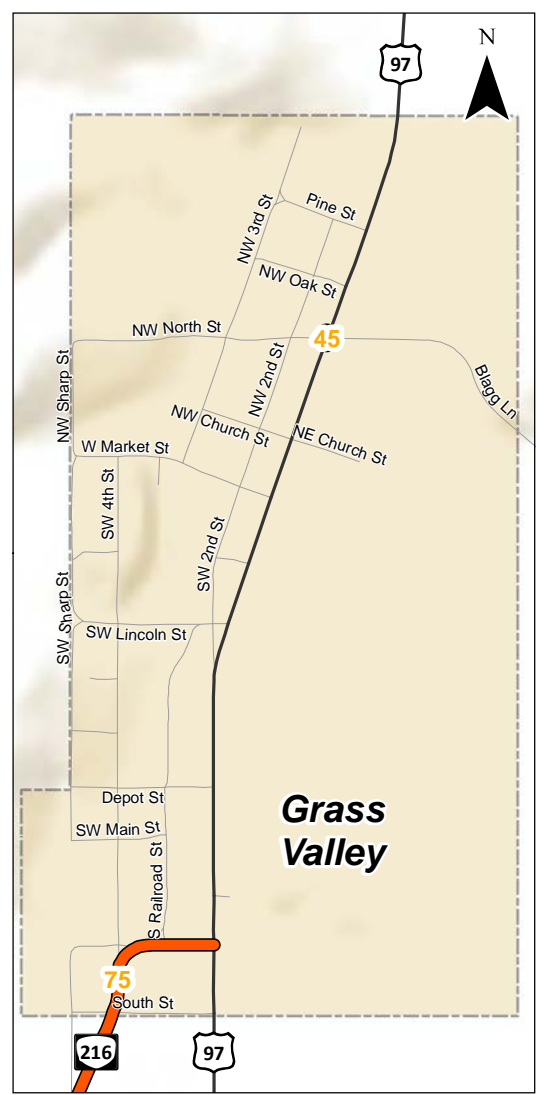 97
N
Pine St
NW 3rd St
NW Oak St
NW North St
45
NW 2nd St
Blagg Ln
NW Sharp St
NW Church St
NE Church St
W Market St
SW 4th St
SW 2nd St
SW Sharp St
SW Lincoln St
Depot St
Grass
Valley
SW Main St
S Railroad St
75
South St
216
97